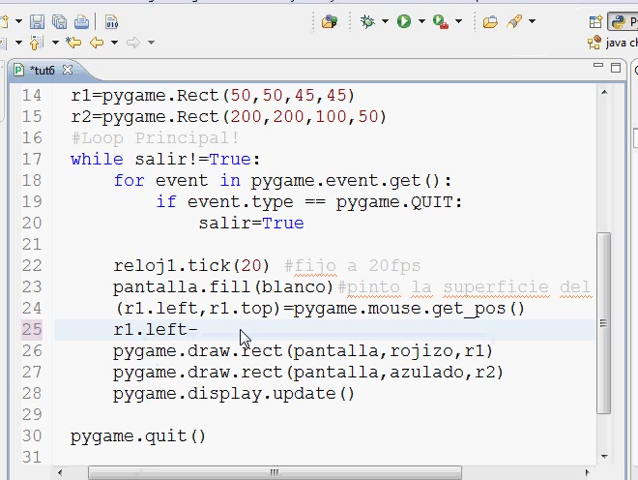 *tut6
java ch
14 r1=pygame.Rect(50,50,45,45)
15 r2=pygame.Rect(200,200,100,50)
16 #Loop Principal!
17 while salir!=True:
18 for event in pygame.event.get():
19 if event.type == pygame.QUIT:
20 salir=True
21
22 reloj1.tick(20) #fijo a 20fps
23 pantalla.fill(blanco)#pinto la superficie del
24 (r1.left,r1.top)=pygame.mouse.get_pos()
25 r1.left-
26 pygame.draw.rect(pantalla,rojizo,r1)
27 pygame.draw.rect(pantalla,azulado,r2)
28 pygame.display.update()
29
30 pygame.quit()
31